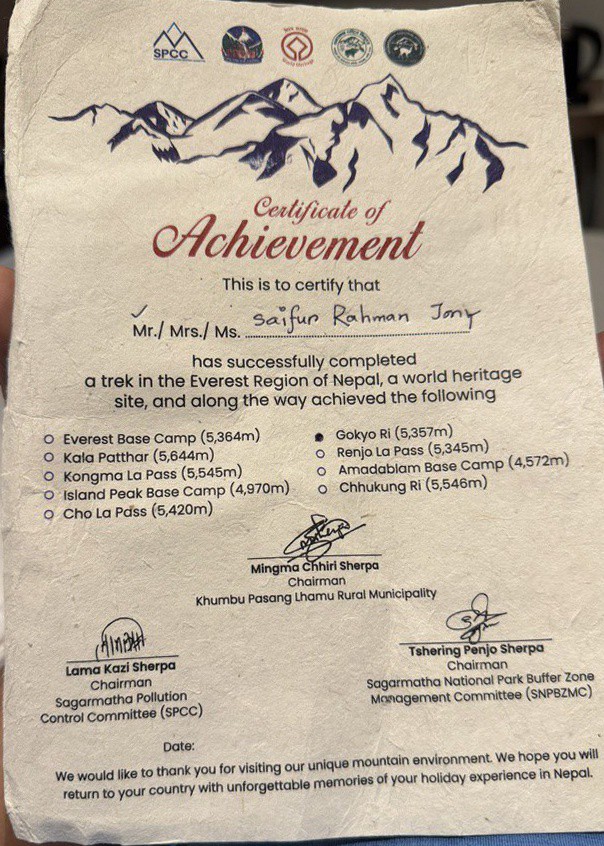 SPCC
Certificate of
Achievement
This is to certify that
Mr./ Mrs./ Ms. Saifur Rahman Jony
has successfully completed
a trek in the Everest Region of Nepal, a world heritage
site, and along the way achieved the following
Everest Base Camp (5,364m)
Kala Patthar (5,644m)
Kongma La Pass (5,545m)
Island Peak Base Camp (4,970m)
Cho La Pass (5,420m)
Gokyo Ri (5,357m)
Renjo La Pass (5,345m)
Amadablam Base Camp (4,572m)
Chhukung Ri (5,546m)
Mingma Chhiri Sherpa
Chairman
Khumbu Pasang Lhamu Rural Municipality
Lama Kazi Sherpa
Chairman
Sagarmatha Pollution
Control Committee (SPCC)
Tshering Penjo Sherpa
Chairman
Sagarmatha National Park Buffer Zone
Management Committee (SNPBZMC)
Date:
We would like to thank you for visiting our unique mountain environment. We hope you will
return to your country with unforgettable memories of your holiday experience in Nepal.